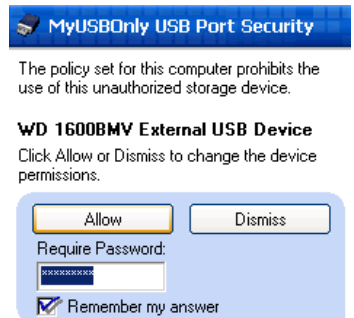 MyUSBOnly USB Port Security
The policy set for this computer prohibits the
use of this unauthorized storage device.
WD 1600BMV External USB Device
Click Allow or Dismiss to change the device
permissions.
Allow Dismiss
Require Password:
×××××××××
Remember my answer